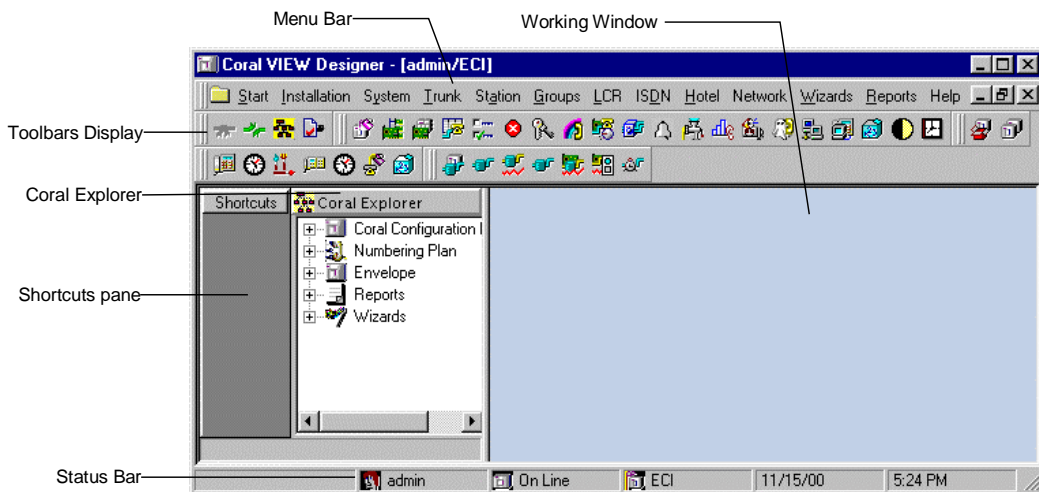 Menu Bar
Working Window
Coral VIEW Designer - [admin/ECI]
Start Installation System Trunk Station Groups LCR ISDN Hotel Network Wizards Reports Help
Toolbars Display
Coral Explorer
Shortcuts
Coral Explorer
Coral Configuration
Numbering Plan
Envelope
Reports
Wizards
Shortcuts pane
Status Bar
admin
On Line
ECI
11/15/00
5:24 PM